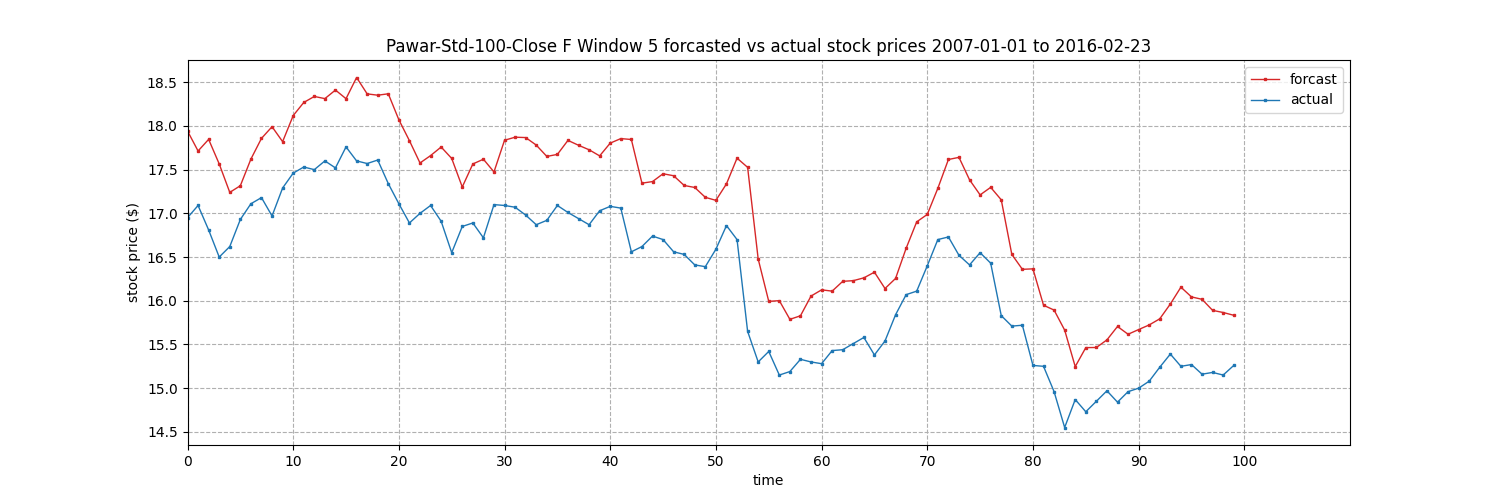 Pawar-Std-100-Close F Window 5 forcasted vs actual stock prices 2007-01-01 to 2016-02-23
forcast
actual
stock price ($)
18.5
18.0
17.5
17.0
16.5
16.0
15.5
15.0
14.5
0 10 20 30 40 50 60 70 80 90 100
time